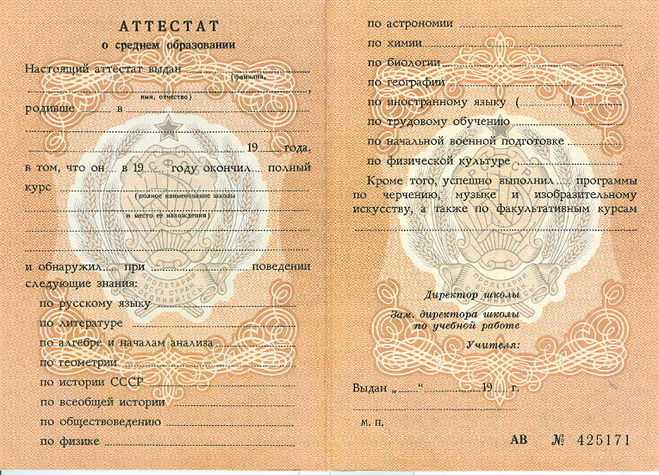 АТТЕСТАТ
о среднем образовании
Настоящий аттестат выдан
(фамилия,
имя, отчество)
родивше в
19 года,
в том, что он в 19 году окончил полный
курс
(полное наименование школы
и место ее нахождения)
и обнаружил при поведении
следующие знания:
по русскому языку
по литературе
по алгебре и началам анализа
по геометрии
по истории СССР
по всеобщей истории
по обществоведению
по физике
по астрономии
по химии
по биологии
по географии
по иностранному языку ( )
по трудовому обучению
по начальной военной подготовке
по физической культуре
Кроме того, успешно выполнил программы
по черчению, музыке и изобразительному
искусству, а также по факультативным курсам
Директор школы
Зам. директора школы
по учебной работе
Учителя:
Выдан „ “ 19 г.
м. п.
АВ № 425171